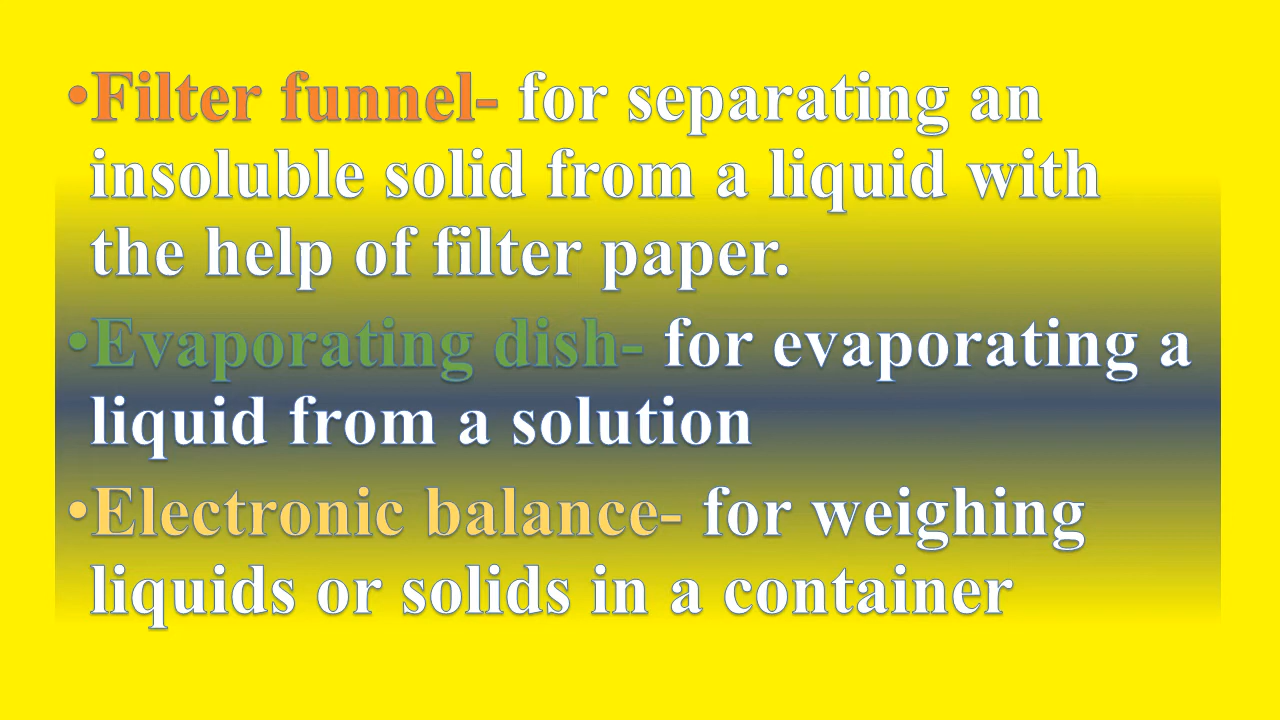 •Filter funnel- for separating an
insoluble solid from a liquid with
the help of filter paper.
•Evaporating dish- for evaporating a
liquid from a solution
•Electronic balance- for weighing
liquids or solids in a container